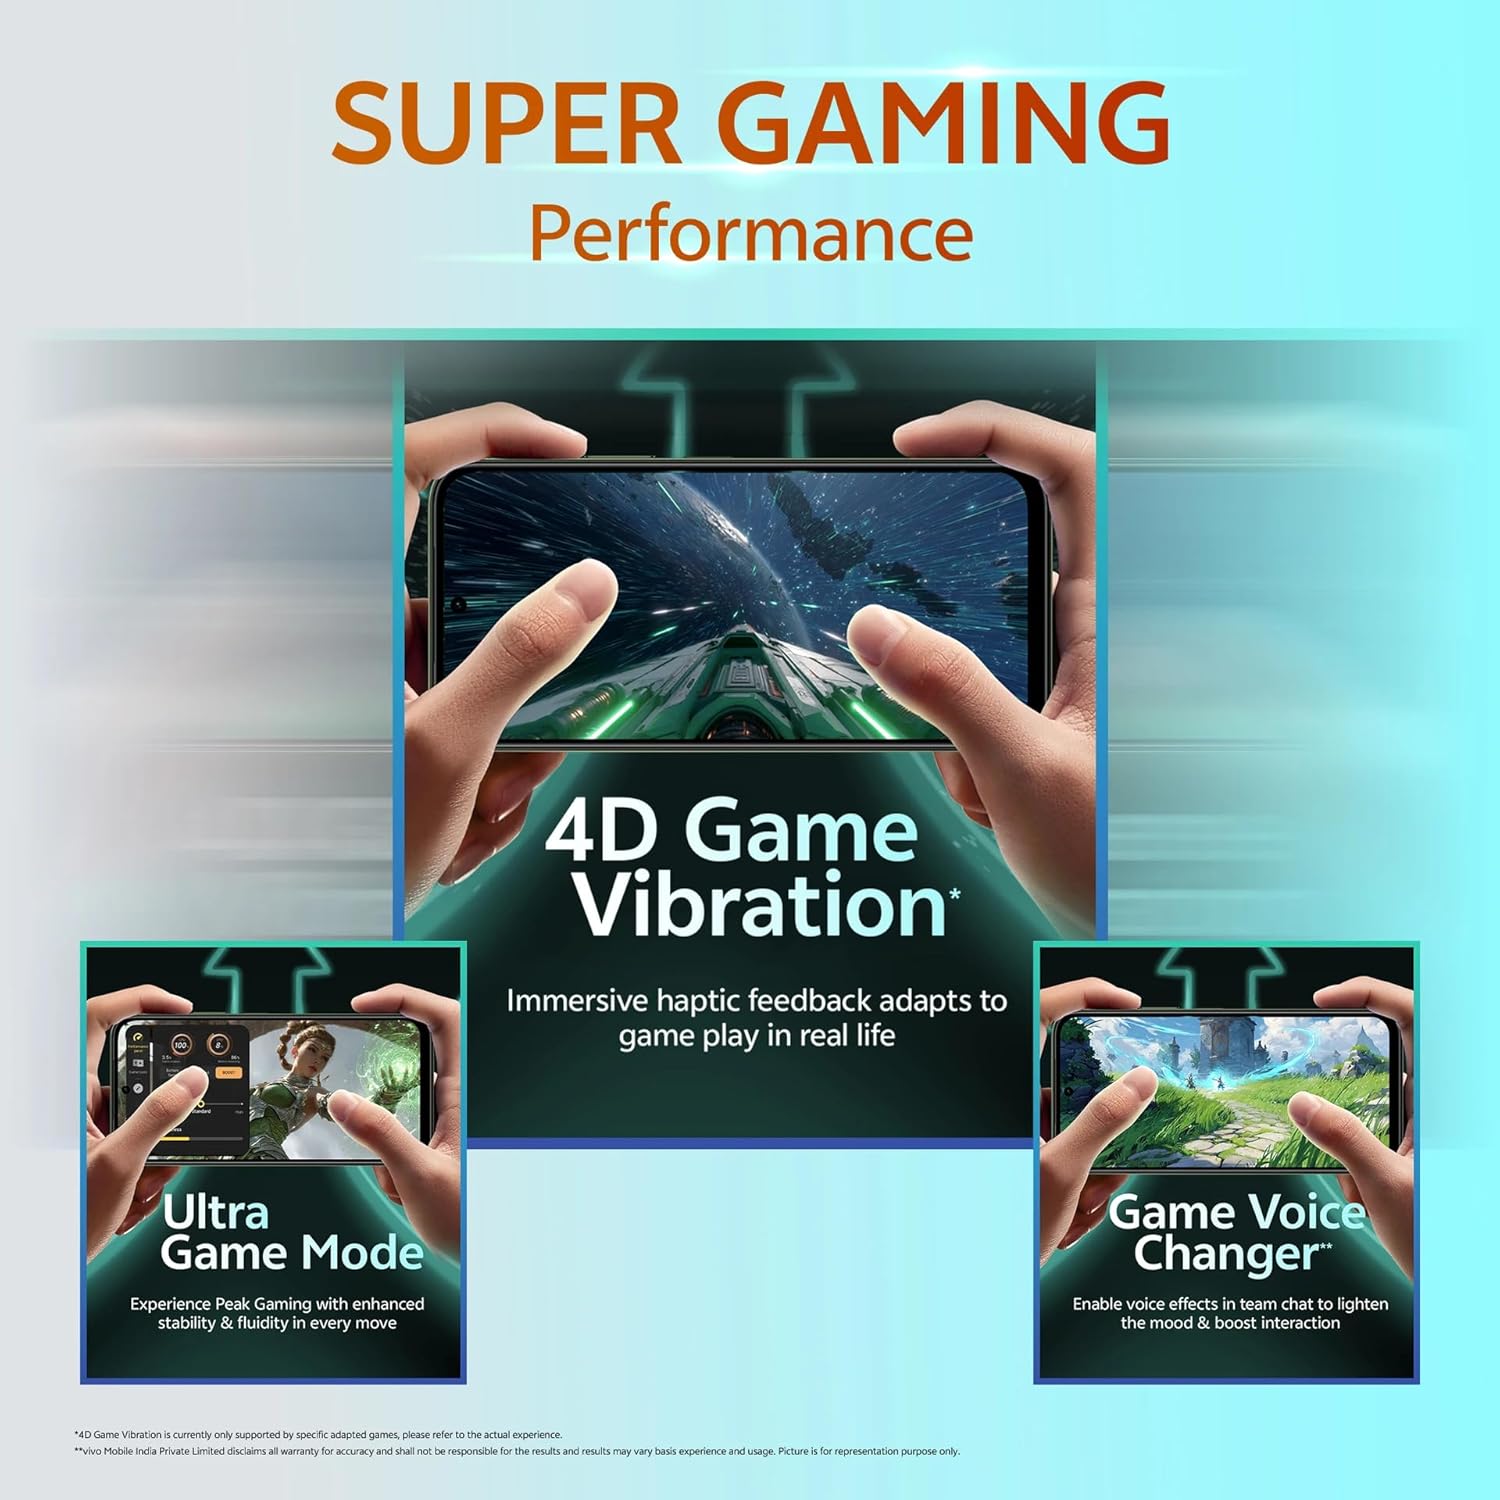 SUPER GAMING
Performance
4D Game
Vibration*
Immersive haptic feedback adapts to
game play in real life
100
BOOST
Ultra
Game Mode
Experience Peak Gaming with enhanced
stability & fluidity in every move
Game Voice
Changer**
Enable voice effects in team chat to lighten
the mood & boost interaction
*4D Game Vibration is currently only supported by specific adapted games, please refer to the actual experience.
**vivo Mobile India Private Limited disclaims all warranty for accuracy and shall not be responsible for the results and results may vary basis experience and usage. Picture is for representation purpose only.